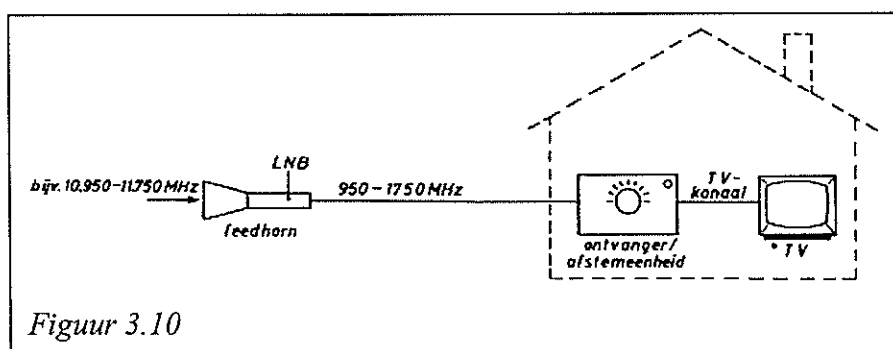 bijv. 10.950-11.750 MHz
LNB
feedhorn
950-1750 MHz
ontvanger/
afstemeenheid
TV-
kanaal
TV
Figuur 3.10